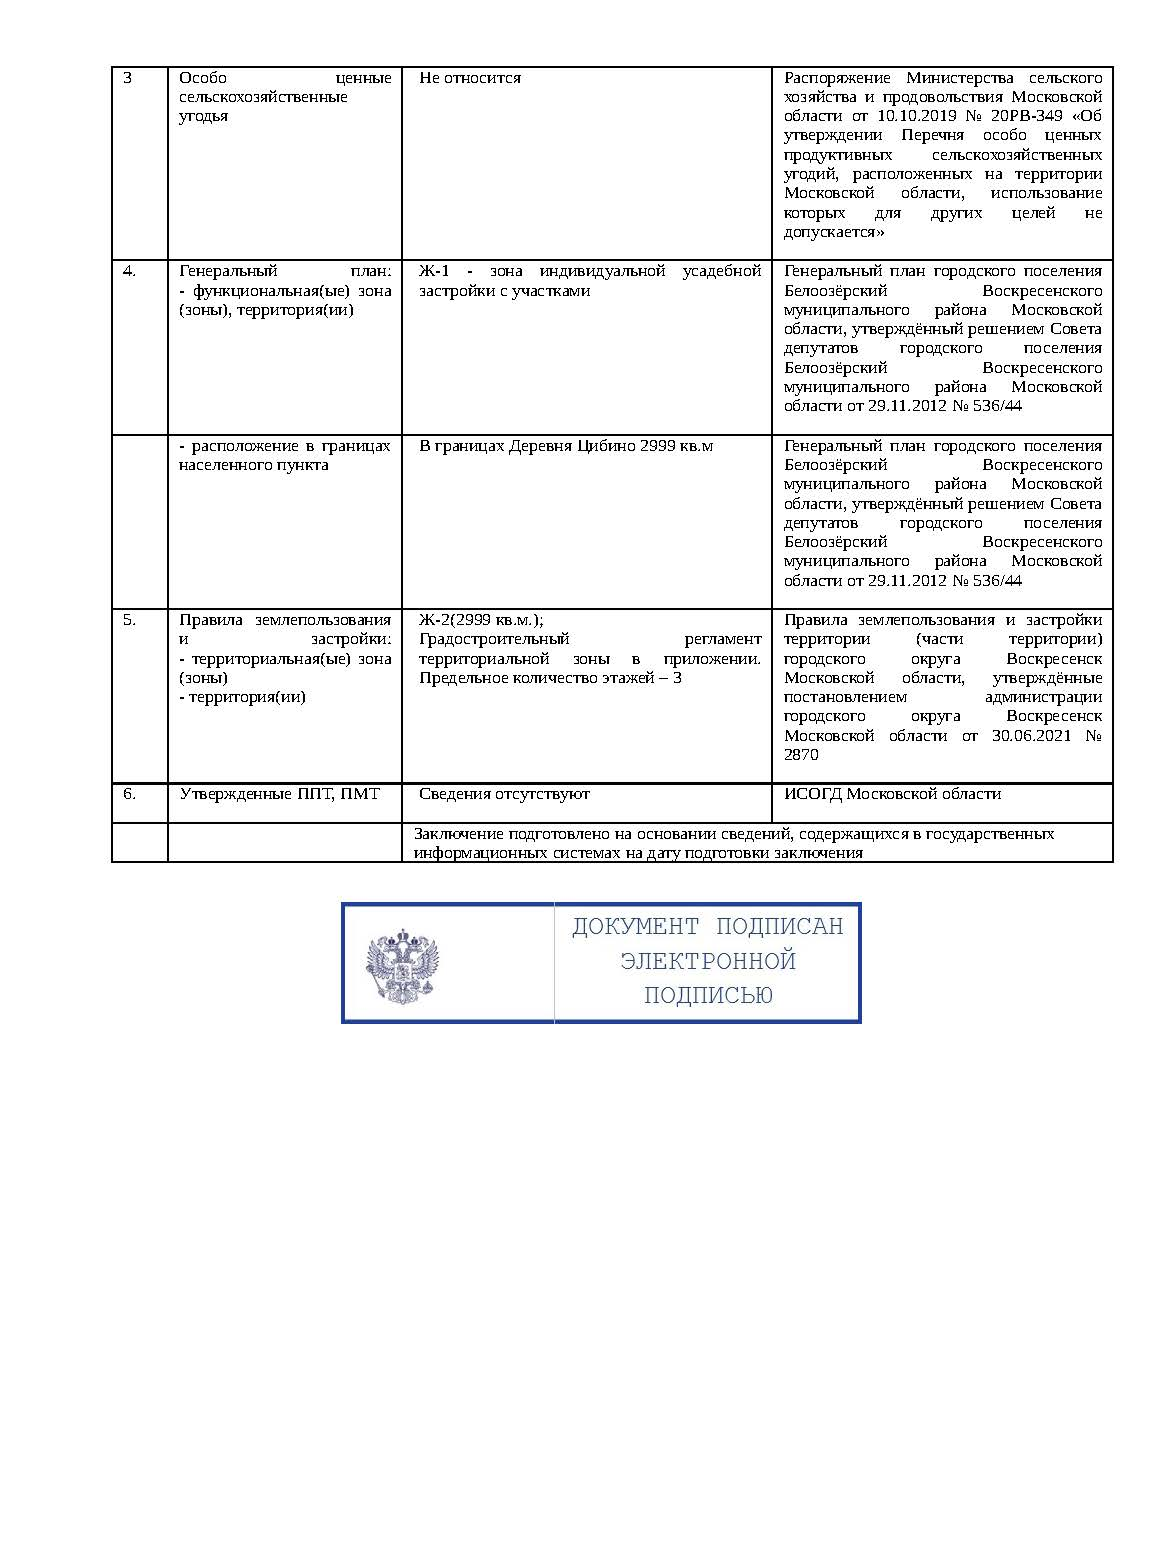 3
Особо ценные
сельскохозяйственные
угодья
Не относится
Распоряжение Министерства сельского
хозяйства и продовольствия Московской
области от 10.10.2019 № 20РВ-349 «Об
утверждении Перечня особо ценных
продуктивных сельскохозяйственных
угодий, расположенных на территории
Московской области, использование
которых для других целей не
допускается»
4.
Генеральный план:
- функциональная(ые) зона
(зоны), территория(ии)
Ж-1 - зона индивидуальной усадебной
застройки с участками
Генеральный план городского поселения
Белоозёрский Воскресенского
муниципального района Московской
области, утверждённый решением Совета
депутатов городского поселения
Белоозёрский Воскресенского
муниципального района Московской
области от 29.11.2012 № 536/44
- расположение в границах
населенного пункта
В границах Деревня Цибино 2999 кв.м
Генеральный план городского поселения
Белоозёрский Воскресенского
муниципального района Московской
области, утверждённый решением Совета
депутатов городского поселения
Белоозёрский Воскресенского
муниципального района Московской
области от 29.11.2012 № 536/44
5.
Правила землепользования
и застройки:
- территориальная(ые) зона
(зоны)
- территория(ии)
Ж-2(2999 кв.м.);
Градостроительный регламент
территориальной зоны в приложении.
Предельное количество этажей – 3
Правила землепользования и застройки
территории (части территории)
городского округа Воскресенск
Московской области, утверждённые
постановлением администрации
городского округа Воскресенск
Московской области от 30.06.2021 №
2870
6.
Утвержденные ППТ, ПМТ
Сведения отсутствуют
ИСОГД Московской области
Заключение подготовлено на основании сведений, содержащихся в государственных
информационных системах на дату подготовки заключения
ДОКУМЕНТ ПОДПИСАН
ЭЛЕКТРОННОЙ
ПОДПИСЬЮ